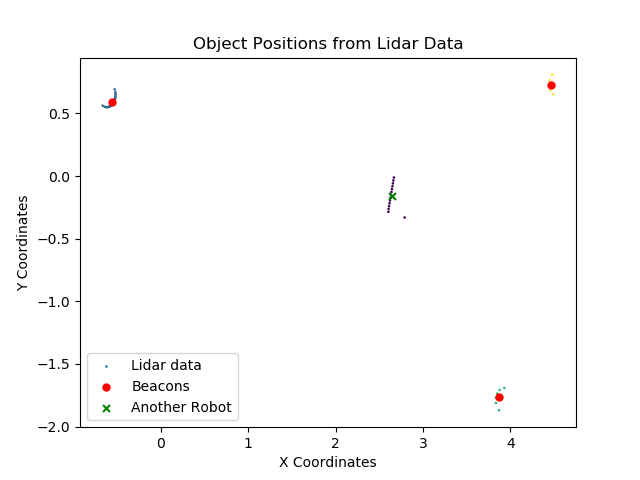 Object Positions from Lidar Data
Y Coordinates
0.5
0.0
−0.5
−1.0
−1.5
−2.0
Lidar data
Beacons
Another Robot
0 1 2 3 4
X Coordinates